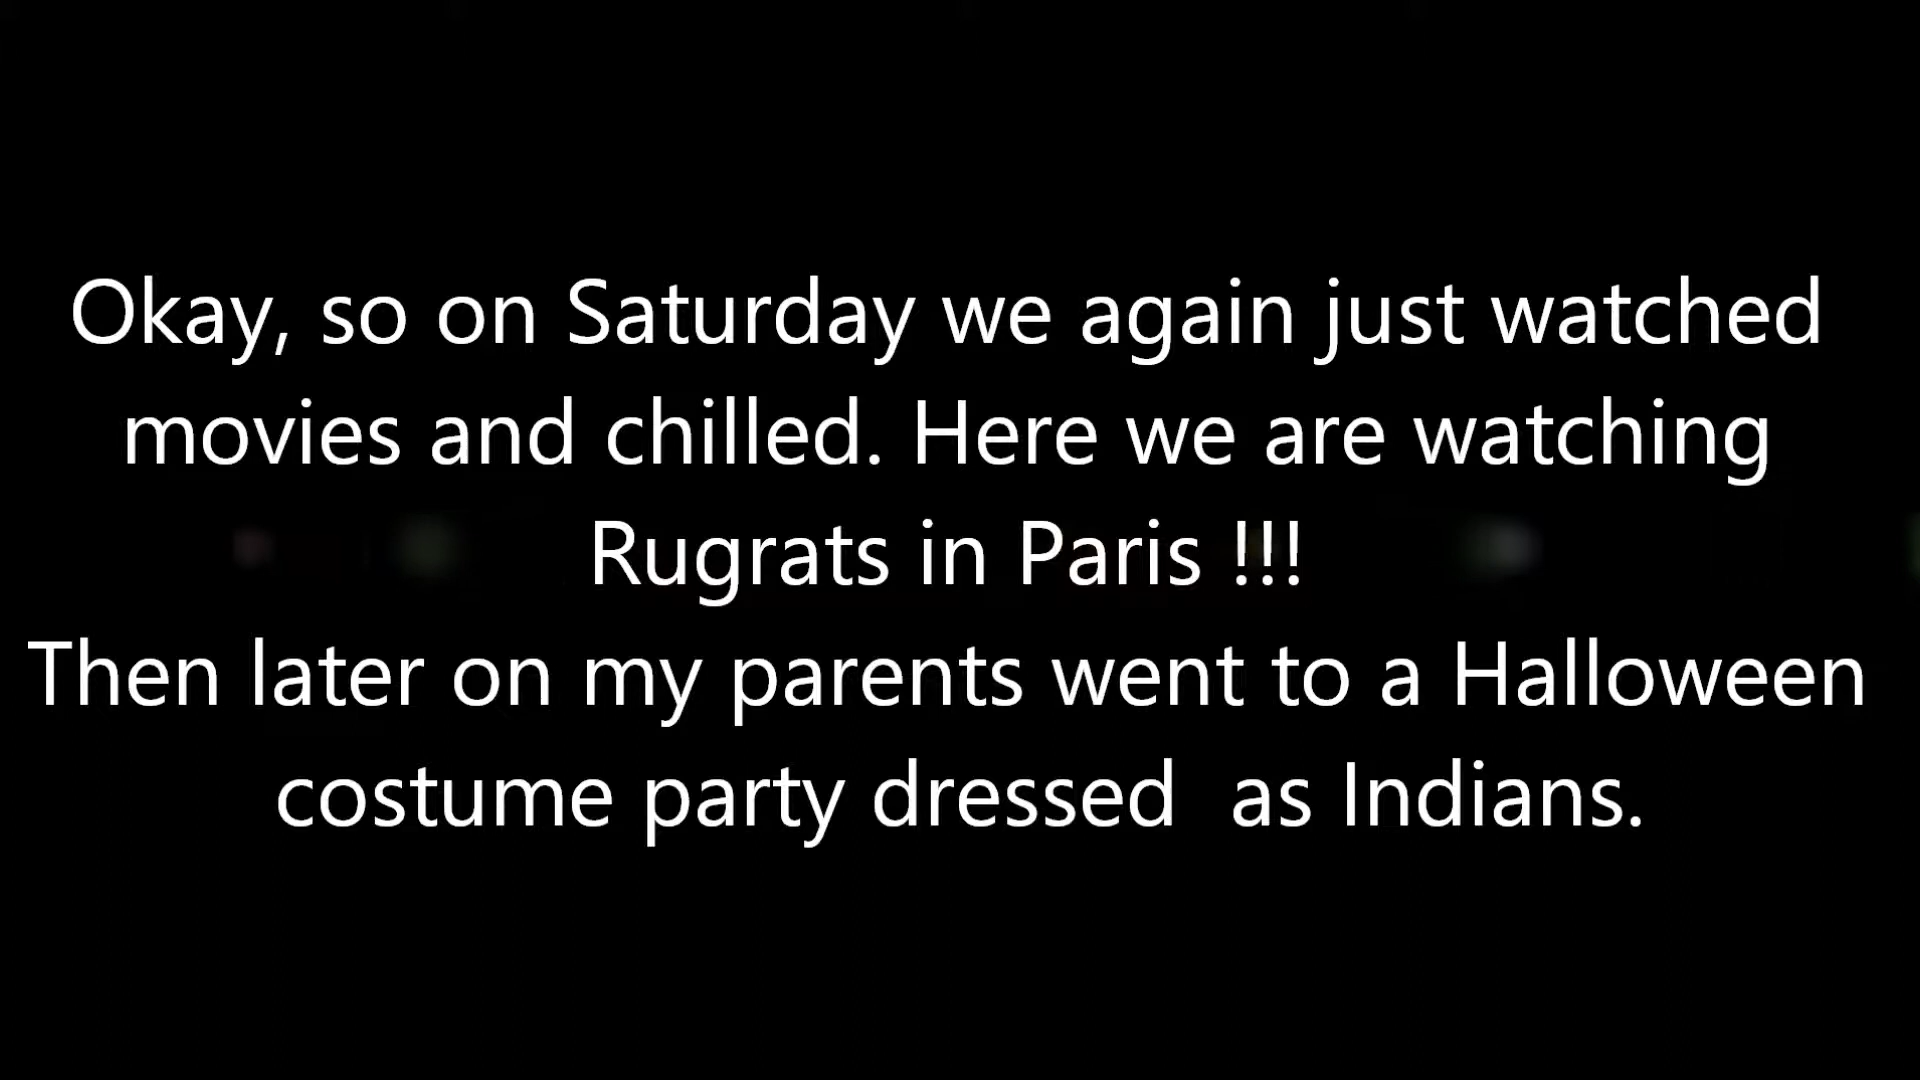 Okay, so on Saturday we again just watched
movies and chilled. Here we are watching
Rugrats in Paris !!!
Then later on my parents went to a Halloween
costume party dressed  as Indians.